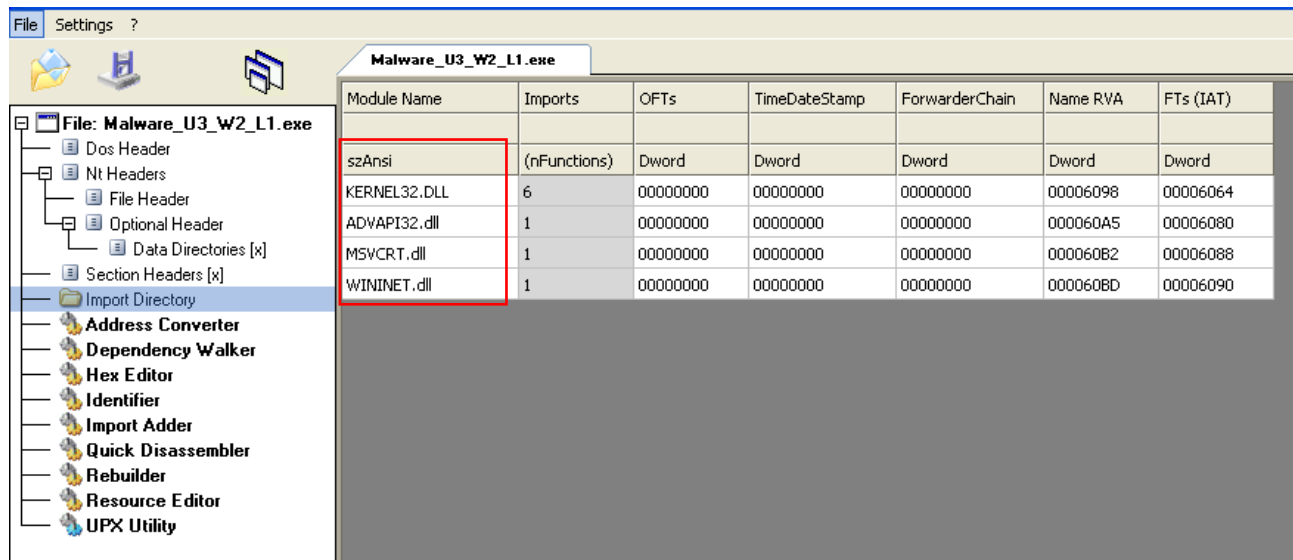 File Settings ?
Malware_U3_W2_L1.exe
File: Malware_U3_W2_L1.exe
Dos Header
Nt Headers
File Header
Optional Header
Data Directories [x]
Section Headers [x]
Import Directory
Address Converter
Dependency Walker
Hex Editor
Identifier
Import Adder
Quick Disassembler
Rebuilder
Resource Editor
UPX Utility
Module Name Imports OFTs TimeDateStamp ForwarderChain Name RVA FTs (IAT)
szAnsi (nFunctions) Dword Dword Dword Dword Dword
KERNEL32.DLL 6 00000000 00000000 00000000 00006098 00006064
ADVAPI32.dll 1 00000000 00000000 00000000 000060A5 00006080
MSVCRT.dll 1 00000000 00000000 00000000 000060B2 00006088
WININET.dll 1 00000000 00000000 00000000 000060BD 00006090